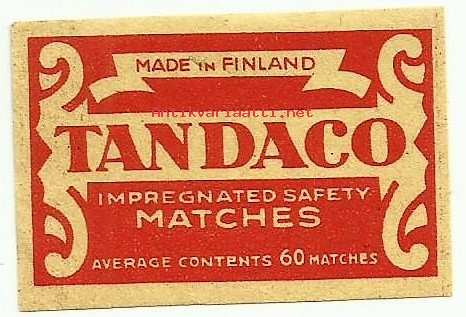 MADE IN FINLAND
antikvariaatti.net
TANDACO
IMPREGNATED SAFETY
MATCHES
AVERAGE CONTENTS 60 MATCHES